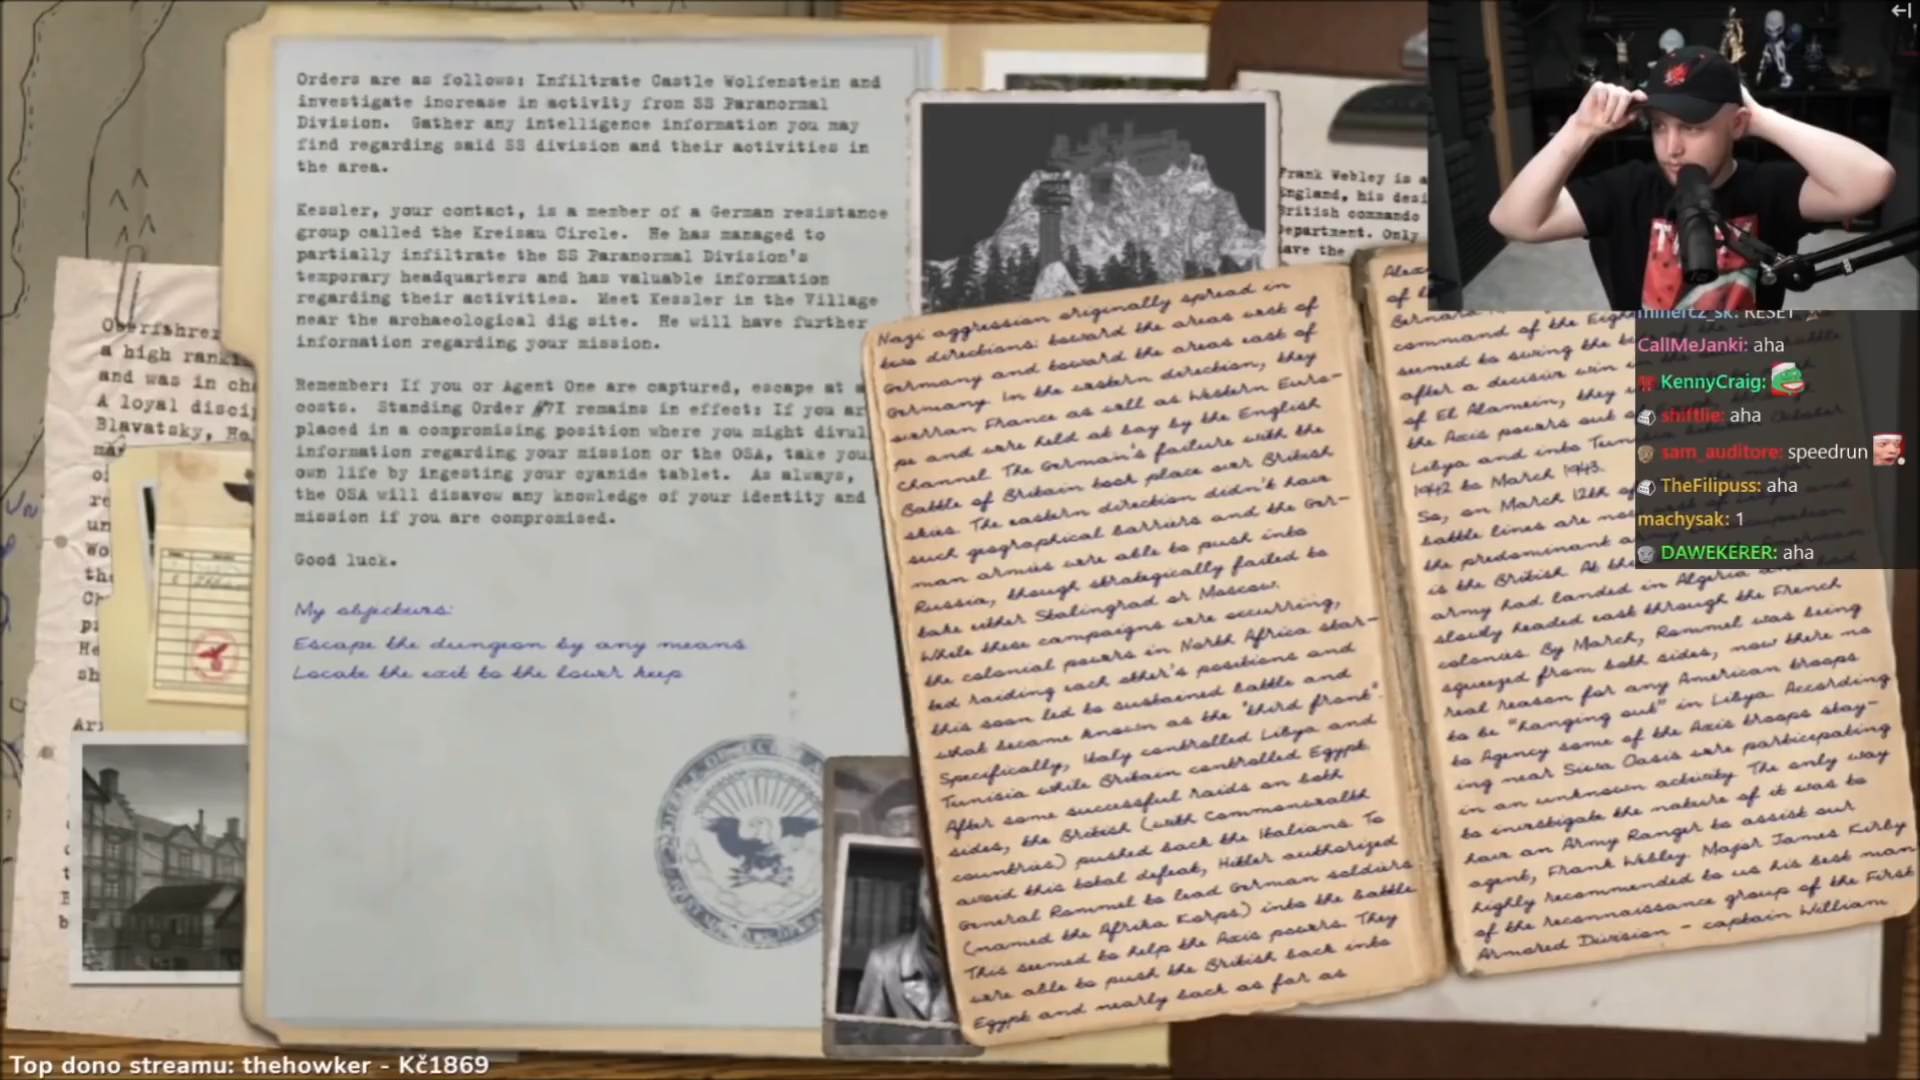 Orders are as follows: Infiltrate Castle Wolfenstein and
investigate increase in activity from SS Paranormal
Division. Gather any intelligence information you may
find regarding said SS division and their activities in
the area.
Kessler, your contact, is a member of a German resistance
group called the Kreisau Circle. He has managed to
partially infiltrate the SS Paranormal Division's
temporary headquarters and has valuable information
regarding their activities. Meet Kessler in the Village
near the archaeological dig site. He will have further
information regarding your mission.
Remember: If you or Agent One are captured, escape at a
costs. Standing Order #7I remains in effect: If you ar
placed in a compromising position where you might divul
information regarding your mission or the OSA, take you
own life by ingesting your cyanide tablet. As always,
the OSA will disavow any knowledge of your identity and
mission if you are compromised.
Good luck.
My objectives:
Escape the dungeon by any means
Locate the exit to the lower keep
a high ranki
and was in ch
A loyal disci
Blavatsky, He
Frank Webley is a
England, his desi
British commando
Department. Only
have the
Nazi aggression originally spread in
two directions: toward the areas west of
Germany and toward the areas east of
Germany. In the western direction, they
overran France as well as Western Euro-
pe and were held at bay by the English
Channel. The German's failure with the
Battle of Britain took place over British
skies. The eastern direction didn't have
such geographical barriers and the Ger-
man armies were able to push into
Russia, though strategically failed to
take either Stalingrad or Moscow.
While these campaigns were occurring,
the colonial powers in North Africa star-
ted raiding each other's positions and
this soon led to sustained battle and
what became known as the "third front".
Specifically, Italy controlled Libya and
Tunisia while Britain controlled Egypt.
After some successful raids on both
sides, the British (with Commonwealth
countries) pushed back the Italians. To
avoid this total defeat, Hitler authorized
General Rommel to lead German soldiers
(named the Afrika Korps) into the battle
This seemed to help the Axis powers. They
were able to push the British back into
Egypt and nearly back as far as
command of the Eigh
seemed to swing the
after a decisive win
of El Alamein, they
the Axis powers out
Libya and into Tun
1942 to March 1943.
So, on March 12th
battle lines are
the predominant
is the British. At the
army had landed in Algeria and had
slowly headed east through the French
colonies. By March, Rommel was being
squeezed from both sides, now there no
real reason for any American troops
to be "hanging out" in Libya. According
to Agency some of the Axis troops stay-
ing near Siwa Oasis were participating
in an unknown activity. The only way
to investigate the nature of it was to
have an Army Ranger to assist our
agent, Frank Webley. Major James Kirby
highly recommended to us his best man
of the reconnaissance group of the First
Armored Division - captain William
minercz_sk: RESET
CallMeJanki: aha
KennyCraig:
shiftlie: aha
sam_auditore: speedrun
TheFilipuss: aha
machysak: 1
DAWEKERER: aha
Top dono streamu: thehowker - Kč1869